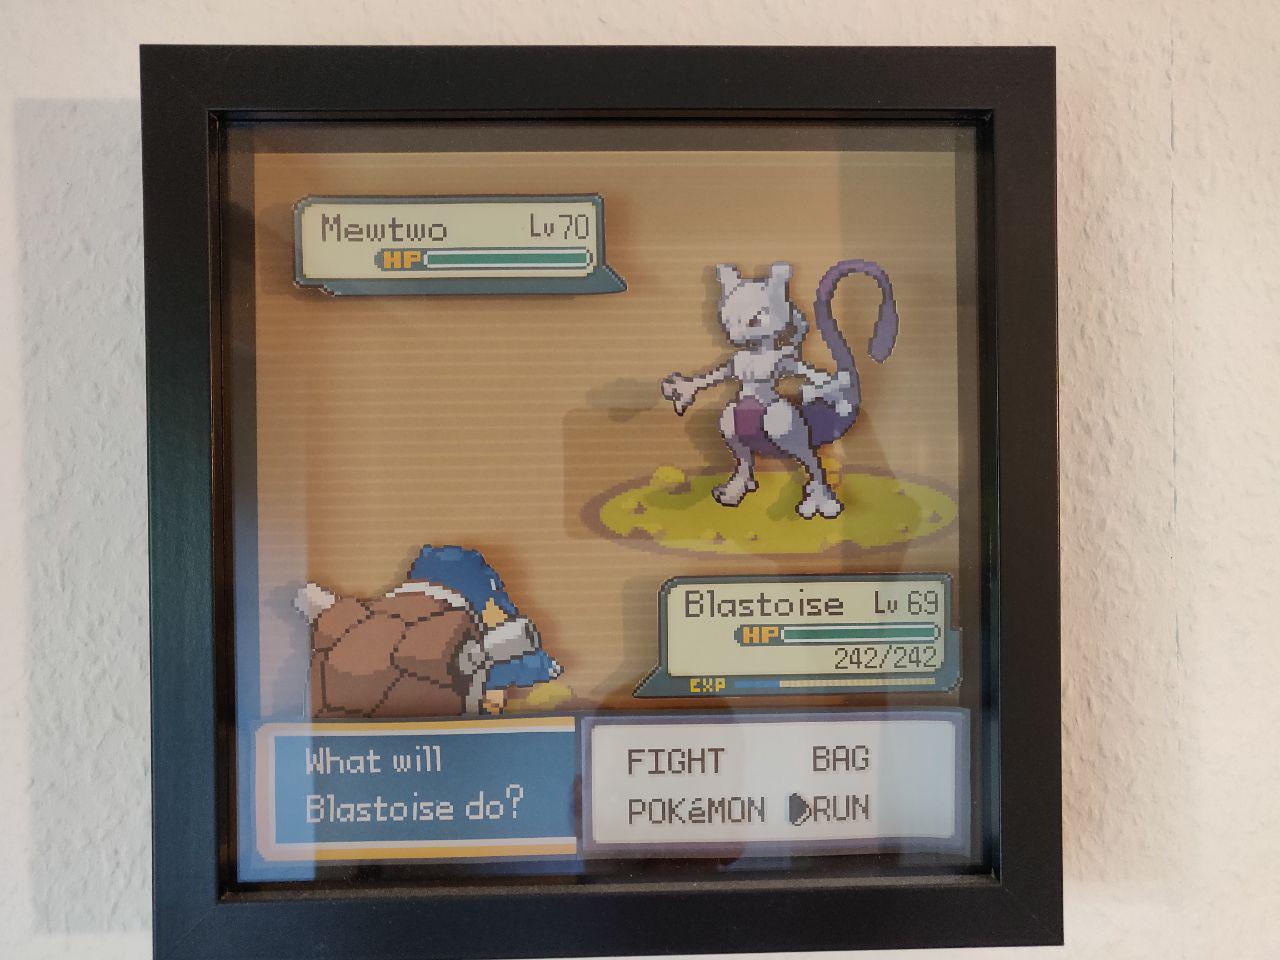 Mewtwo Lv70
HP
Blastoise Lv69
HP
242/242
EXP
What will
Blastoise do?
FIGHT BAG
POKéMON RUN